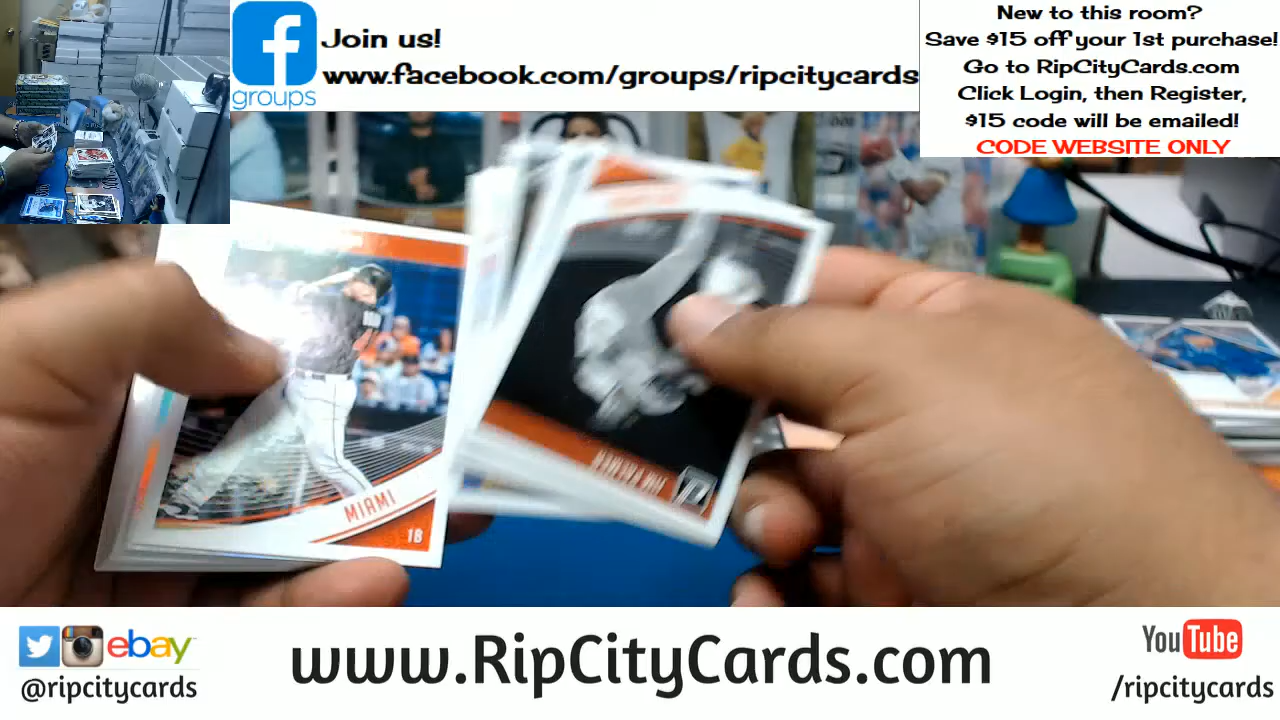 Join us!
www.facebook.com/groups/ripcitycards
groups
New to this room?
Save $15 off your 1st purchase!
Go to RipCityCards.com
Click Login, then Register,
$15 code will be emailed!
CODE WEBSITE ONLY
MIAMI
1B
ebay
@ripcitycards
www.RipCityCards.com
YouTube
/ripcitycards